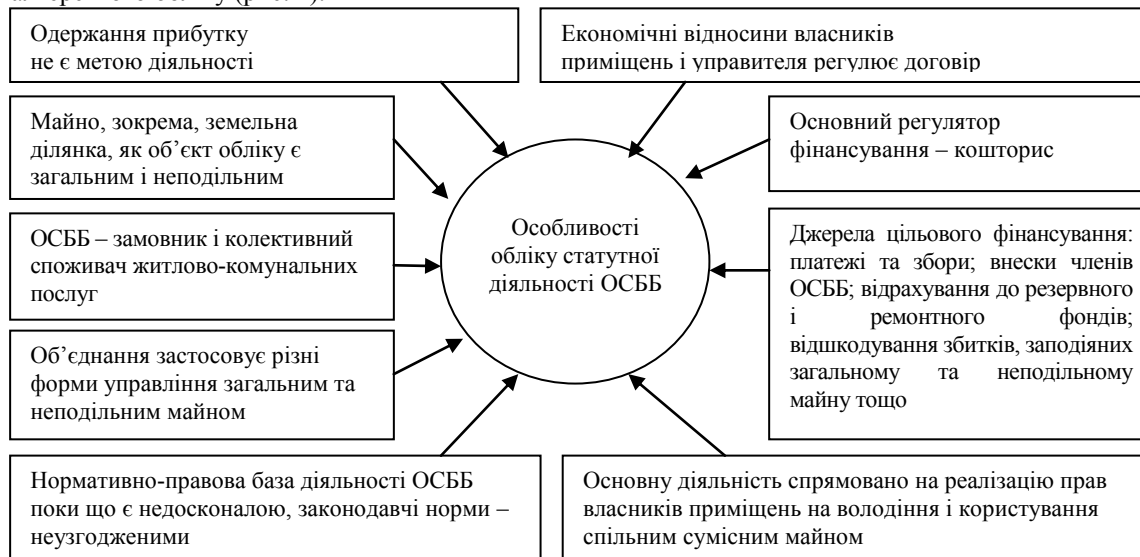 Одержання прибутку
не є метою діяльності
Економічні відносини власників
приміщень і управителя регулює договір
Майно, зокрема, земельна
ділянка, як об’єкт обліку є
загальним і неподільним
Основний регулятор
фінансування – кошторис
ОСББ – замовник і колективний
споживач житлово-комунальних
послуг
Особливості
обліку статутної
діяльності ОСББ
Джерела цільового фінансування:
платежі та збори; внески членів
ОСББ; відрахування до резервного
і ремонтного фондів;
відшкодування збитків, заподіяних
загальному та неподільному
майну тощо
Об’єднання застосовує різні
форми управління загальним та
неподільним майном
Нормативно-правова база діяльності ОСББ
поки що є недосконалою, законодавчі норми –
неузгодженими
Основну діяльність спрямовано на реалізацію прав
власників приміщень на володіння і користування
спільним сумісним майном